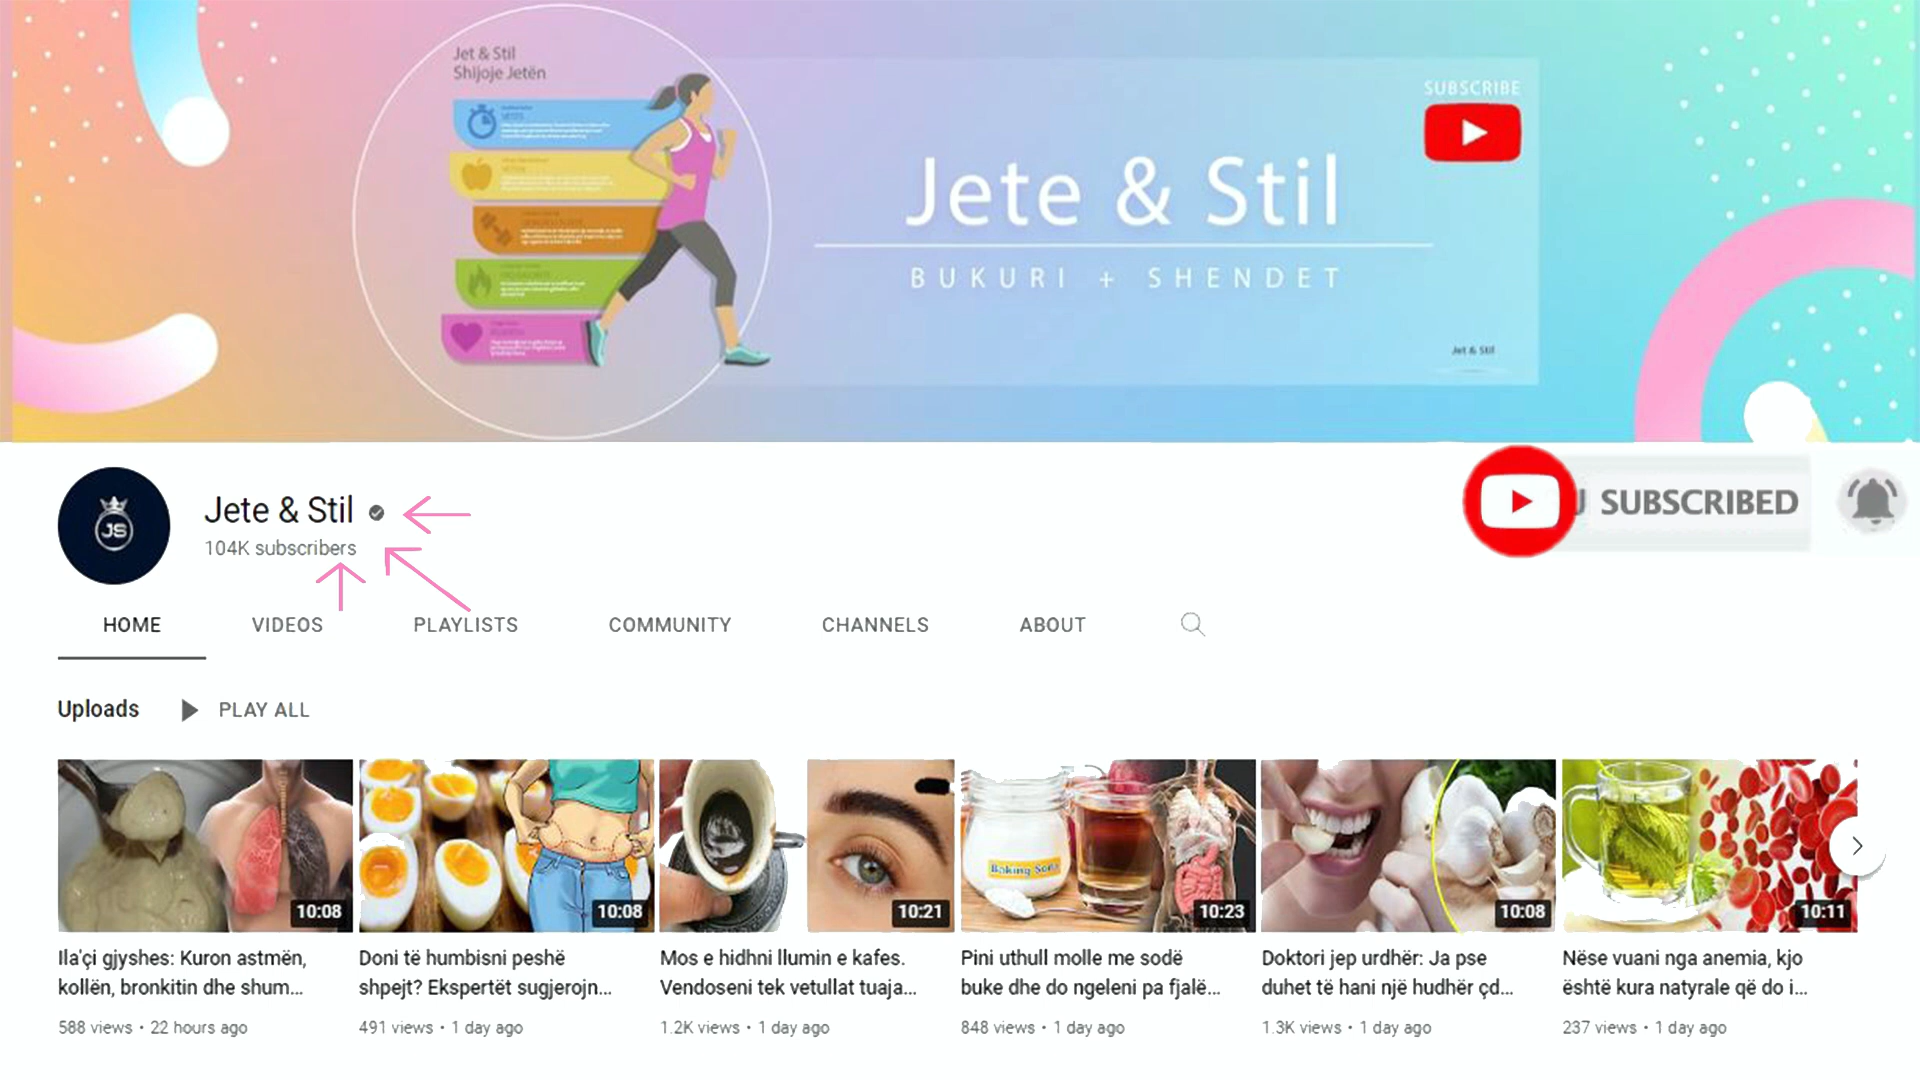 Jet & Stil
Shijoje Jetën
SUBSCRIBE
Jete & Stil
BUKURI + SHENDET
Jet & Stil
JS
Jete & Stil
104K subscribers
SUBSCRIBED
HOME VIDEOS PLAYLISTS COMMUNITY CHANNELS ABOUT
Uploads PLAY ALL
Baking Soda
10:08 10:08 10:21 10:23 10:08 10:11
Ila'çi gjyshes: Kuron astmën,
kollën, bronkitin dhe shum...
588 views • 22 hours ago
Doni të humbisni peshë
shpejt? Ekspertët sugjerojn...
491 views • 1 day ago
Mos e hidhni llumin e kafes.
Vendoseni tek vetullat tuaja...
1.2K views • 1 day ago
Pini uthull molle me sodë
buke dhe do ngeleni pa fjalë...
848 views • 1 day ago
Doktori jep urdhër: Ja pse
duhet të hani një hudhër çd...
1.3K views • 1 day ago
Nëse vuani nga anemia, kjo
është kura natyrale që do i...
237 views • 1 day ago